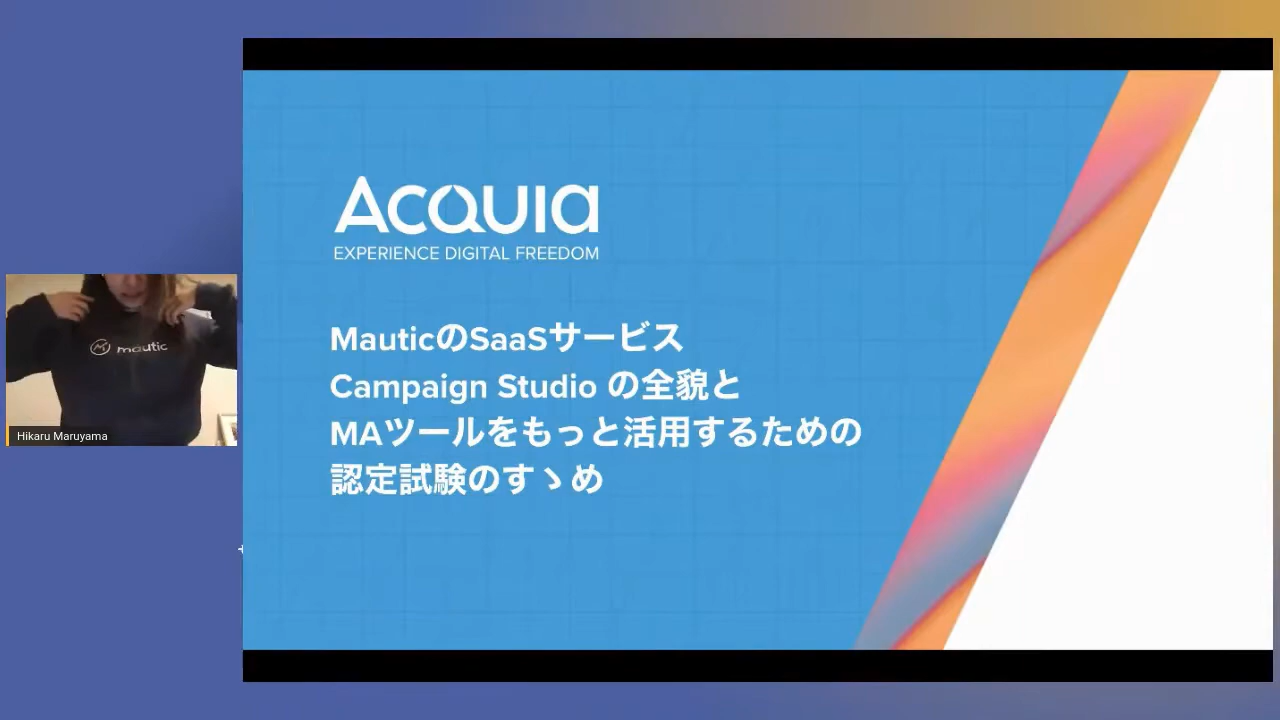 ACQUIA
EXPERIENCE DIGITAL FREEDOM
MauticのSaaSサービス
Campaign Studio の全貌と
MAツールをもっと活用するための
認定試験のすゝめ
mautic
Hikaru Maruyama